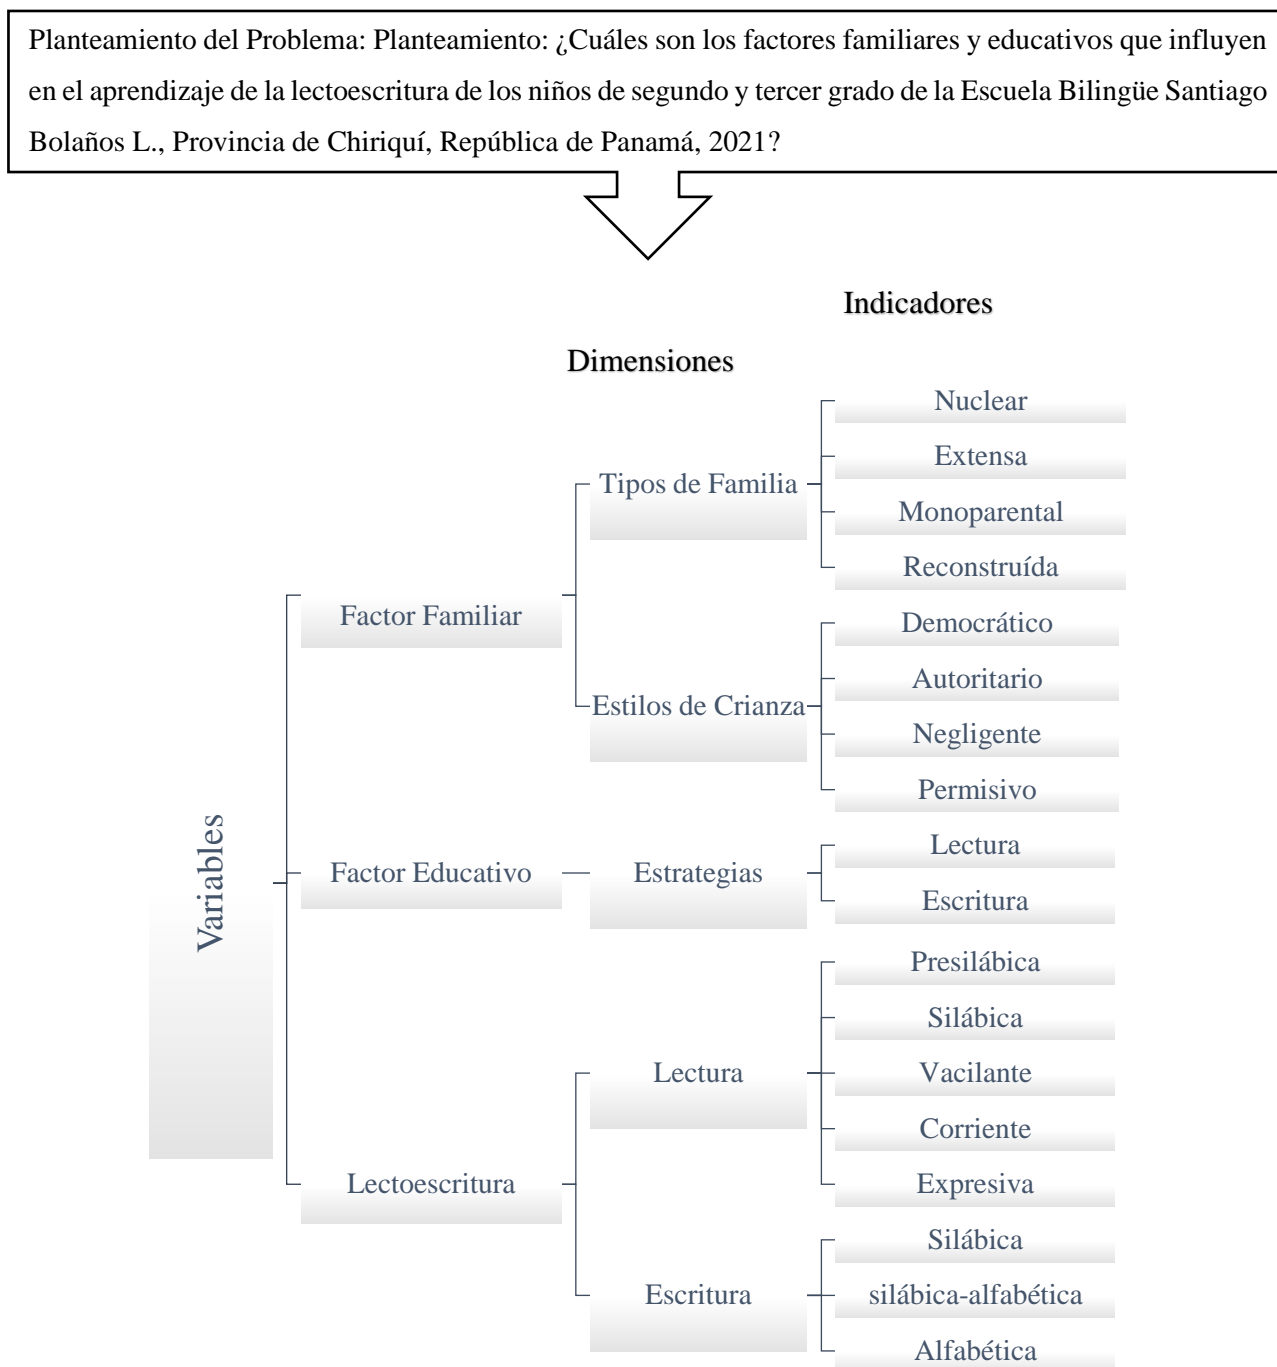 Planteamiento del Problema: Planteamiento: ¿Cuáles son los factores familiares y educativos que influyen
en el aprendizaje de la lectoescritura de los niños de segundo y tercer grado de la Escuela Bilingüe Santiago
Bolaños L., Provincia de Chiriquí, República de Panamá, 2021?
Indicadores
Dimensiones
Variables
Factor Familiar
Tipos de Familia
Nuclear
Extensa
Monoparental
Reconstruída
Estilos de Crianza
Democrático
Autoritario
Negligente
Permisivo
Factor Educativo
Estrategias
Lectura
Escritura
Lectoescritura
Lectura
Presilábica
Silábica
Vacilante
Corriente
Expresiva
Escritura
Silábica
silábica-alfabética
Alfabética